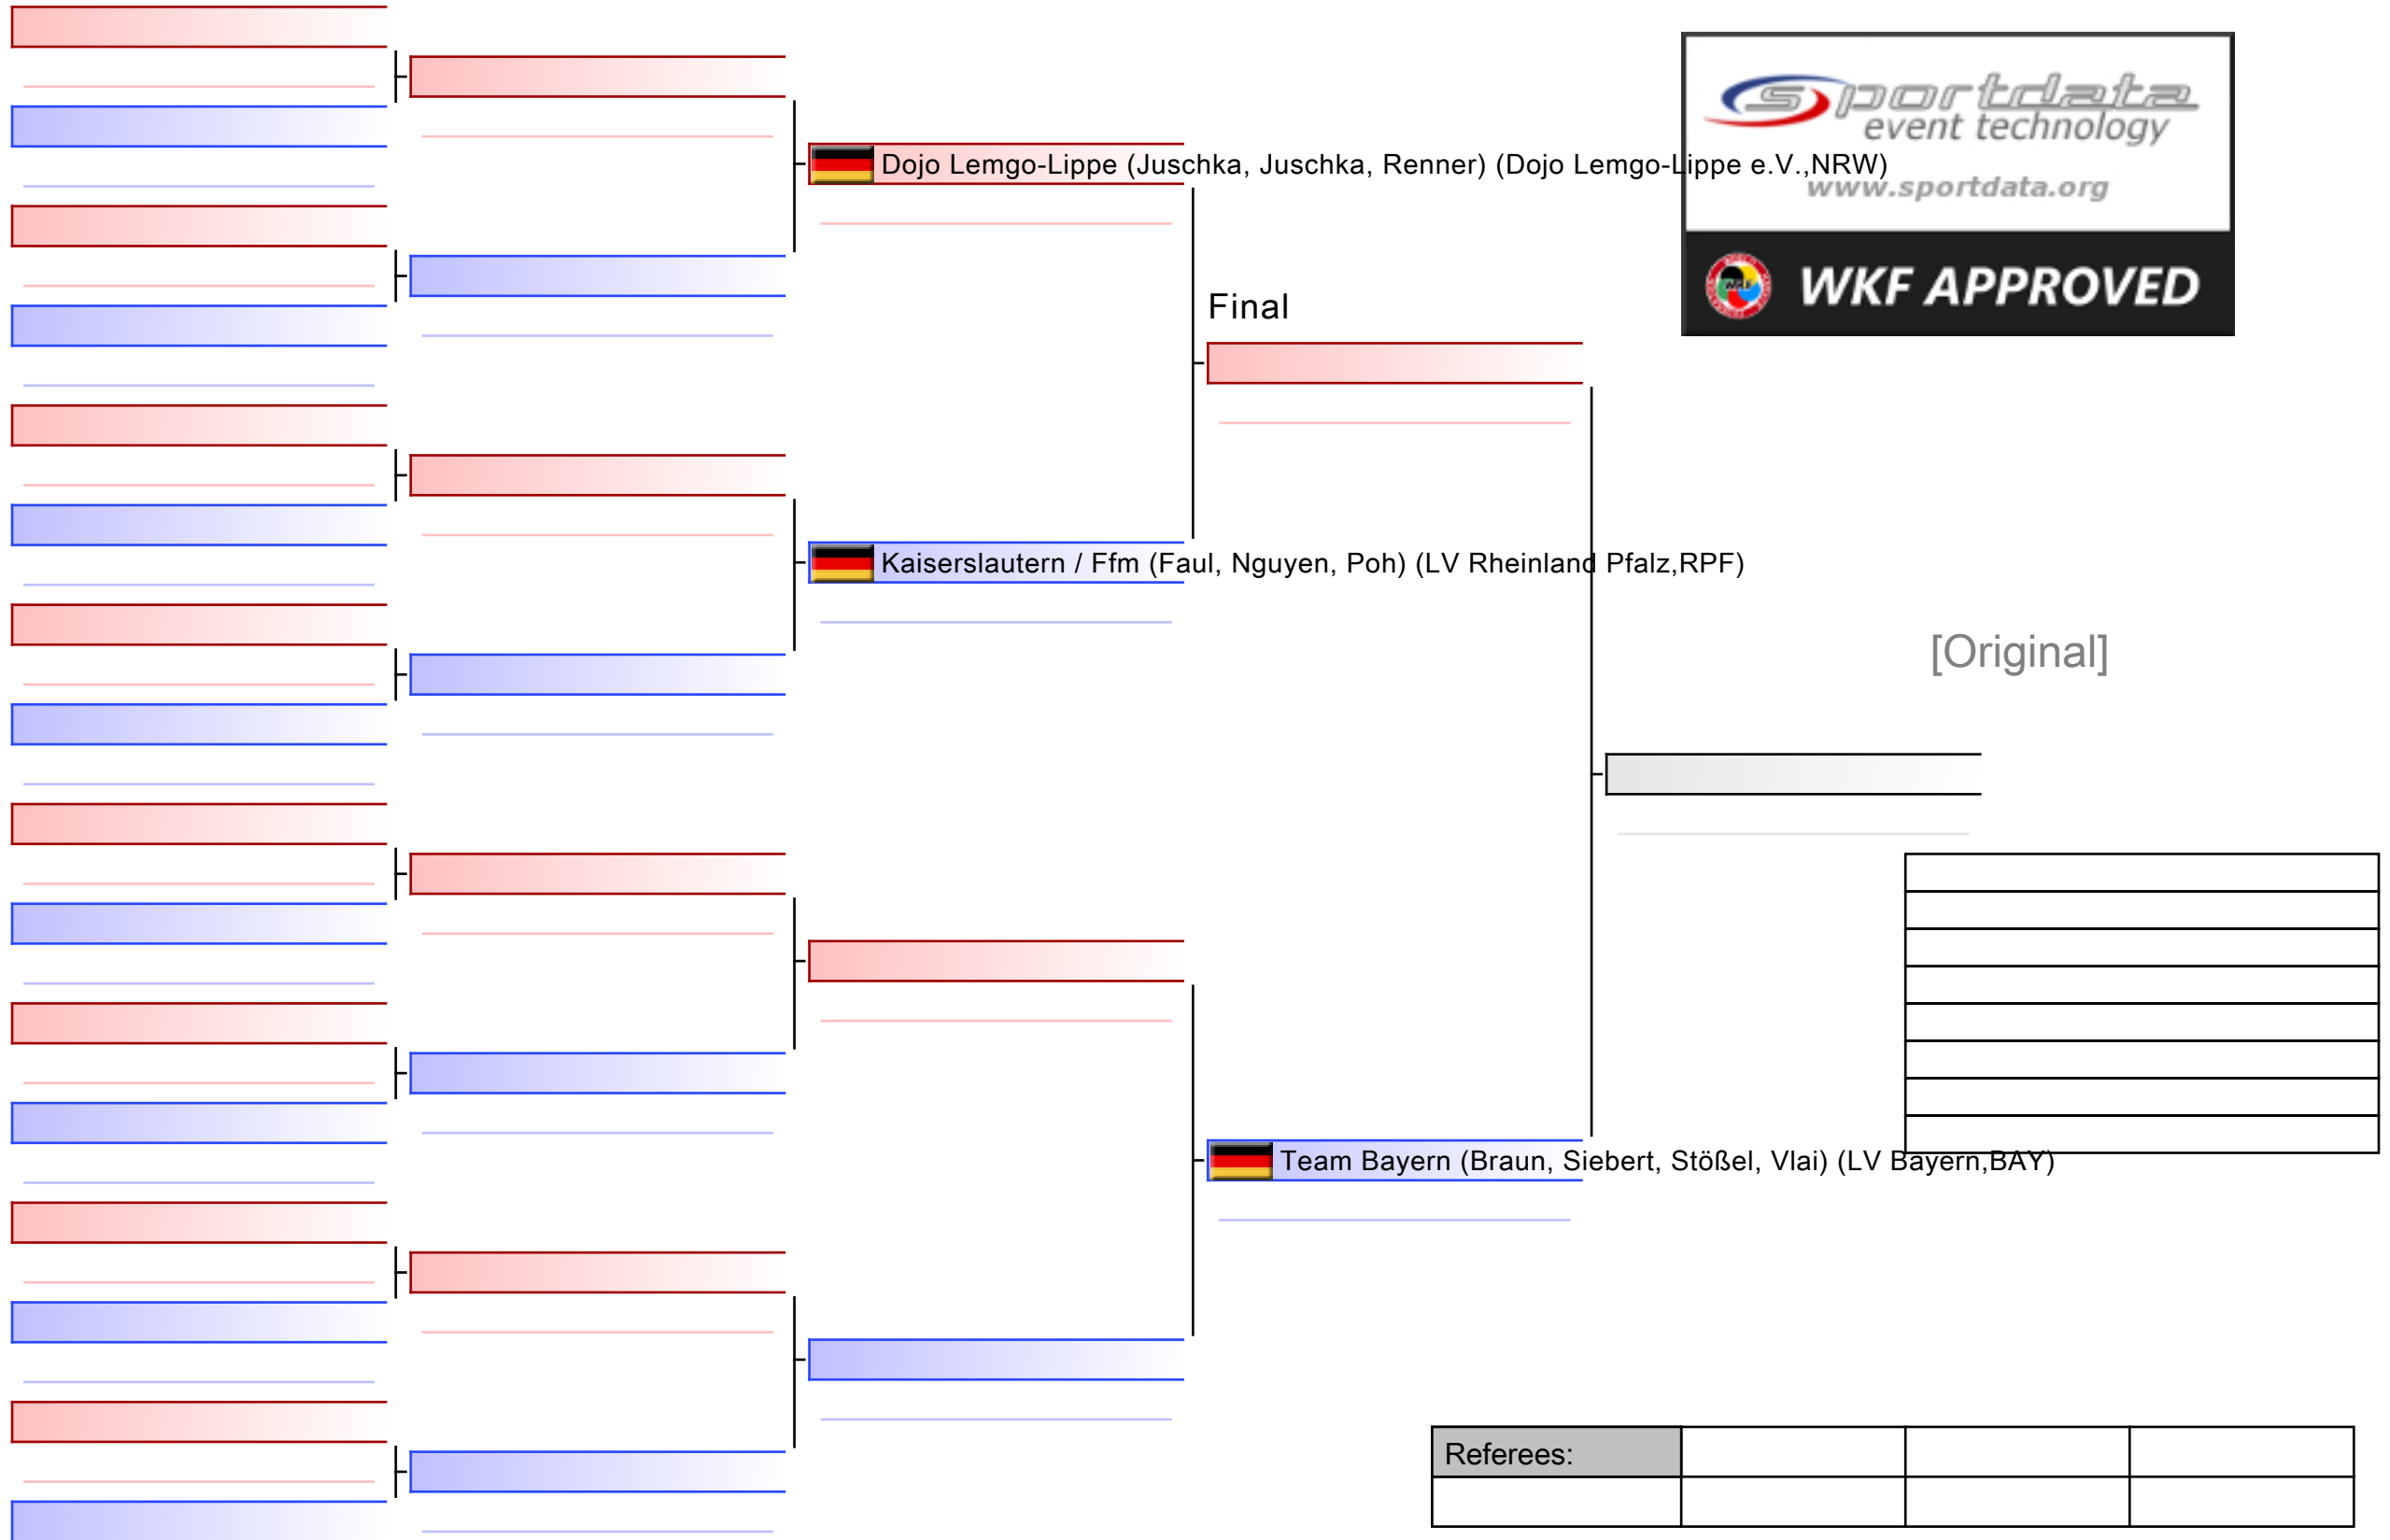 sportdata
event technology
Dojo Lemgo-Lippe (Juschka, Juschka, Renner) (Dojo Lemgo-Lippe e.V.,NRW)
www.sportdata.org
WKF APPROVED
Final
Kaiserslautern / Ffm (Faul, Nguyen, Poh) (LV Rheinland Pfalz,RPF)
[Original]
Team Bayern (Braun, Siebert, Stößel, Vlai) (LV Bayern,BAY)
Referees: